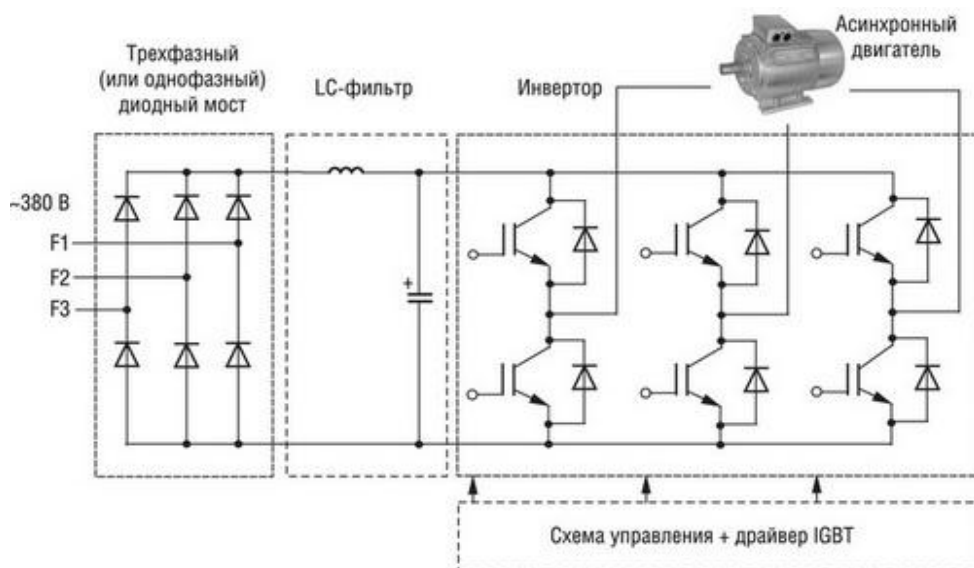 Трехфазный
(или однофазный)
диодный мост
LC-фильтр
Инвертор
Асинхронный
двигатель
~380 В
F1
F2
F3
+
Схема управления + драйвер IGBT